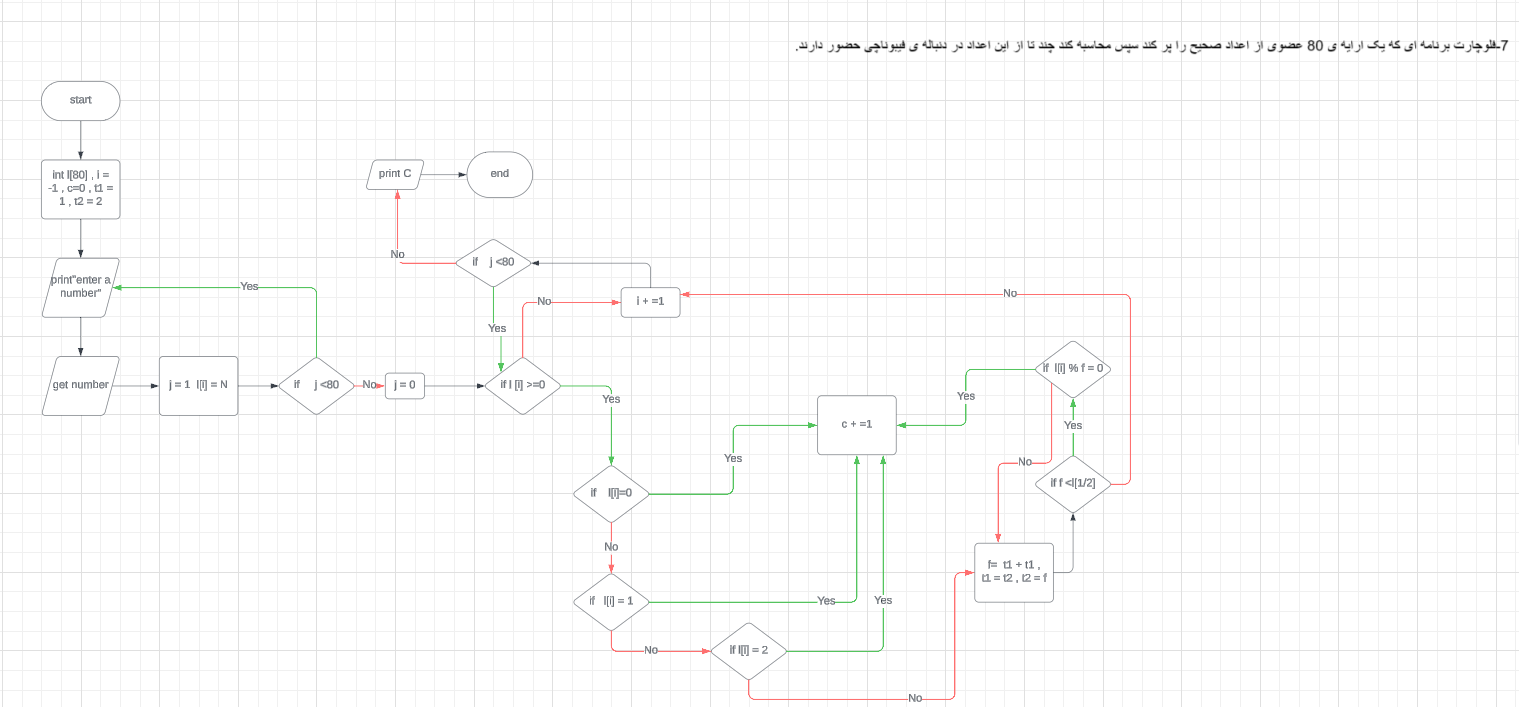 7ـفلوچارت برنامه ای که یک ارایه ی 80 عضوی از اعداد صحیح را پر کند سپس محاسبه کند چند تا از این اعداد در دنباله ی فیبوناچی حضور دارند.
start
int l[80] , i =
-1 , c=0 , t1 =
1 , t2 = 2
print"enter a
number"
get number
j = 1 l[i] = N
if j <80
Yes
No
j = 0
if l [i] >=0
No
Yes
i + =1
if j <80
Yes
No
print C
end
if l[i]=0
Yes
No
if l[i] = 1
Yes
No
if l[i] = 2
Yes
No
c + =1
f= t1 + t1 ,
t1 = t2 , t2 = f
if f <l[1/2]
Yes
No
if l[i] % f = 0
Yes
No